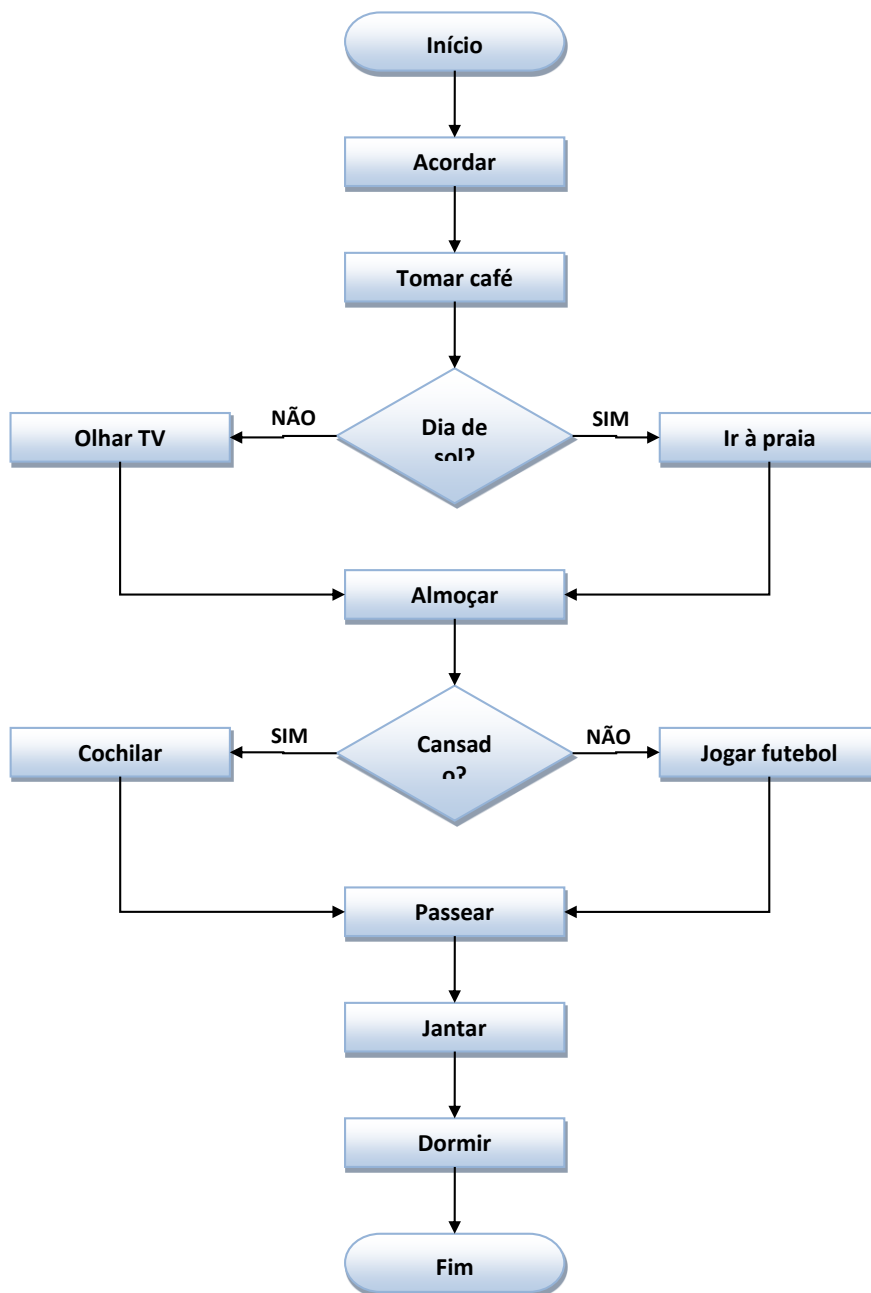 Início
Acordar
Tomar café
NÃO
SIM
Olhar TV
Dia de
sol?
Ir à praia
Almoçar
SIM
NÃO
Cochilar
Cansad
o?
Jogar futebol
Passear
Jantar
Dormir
Fim